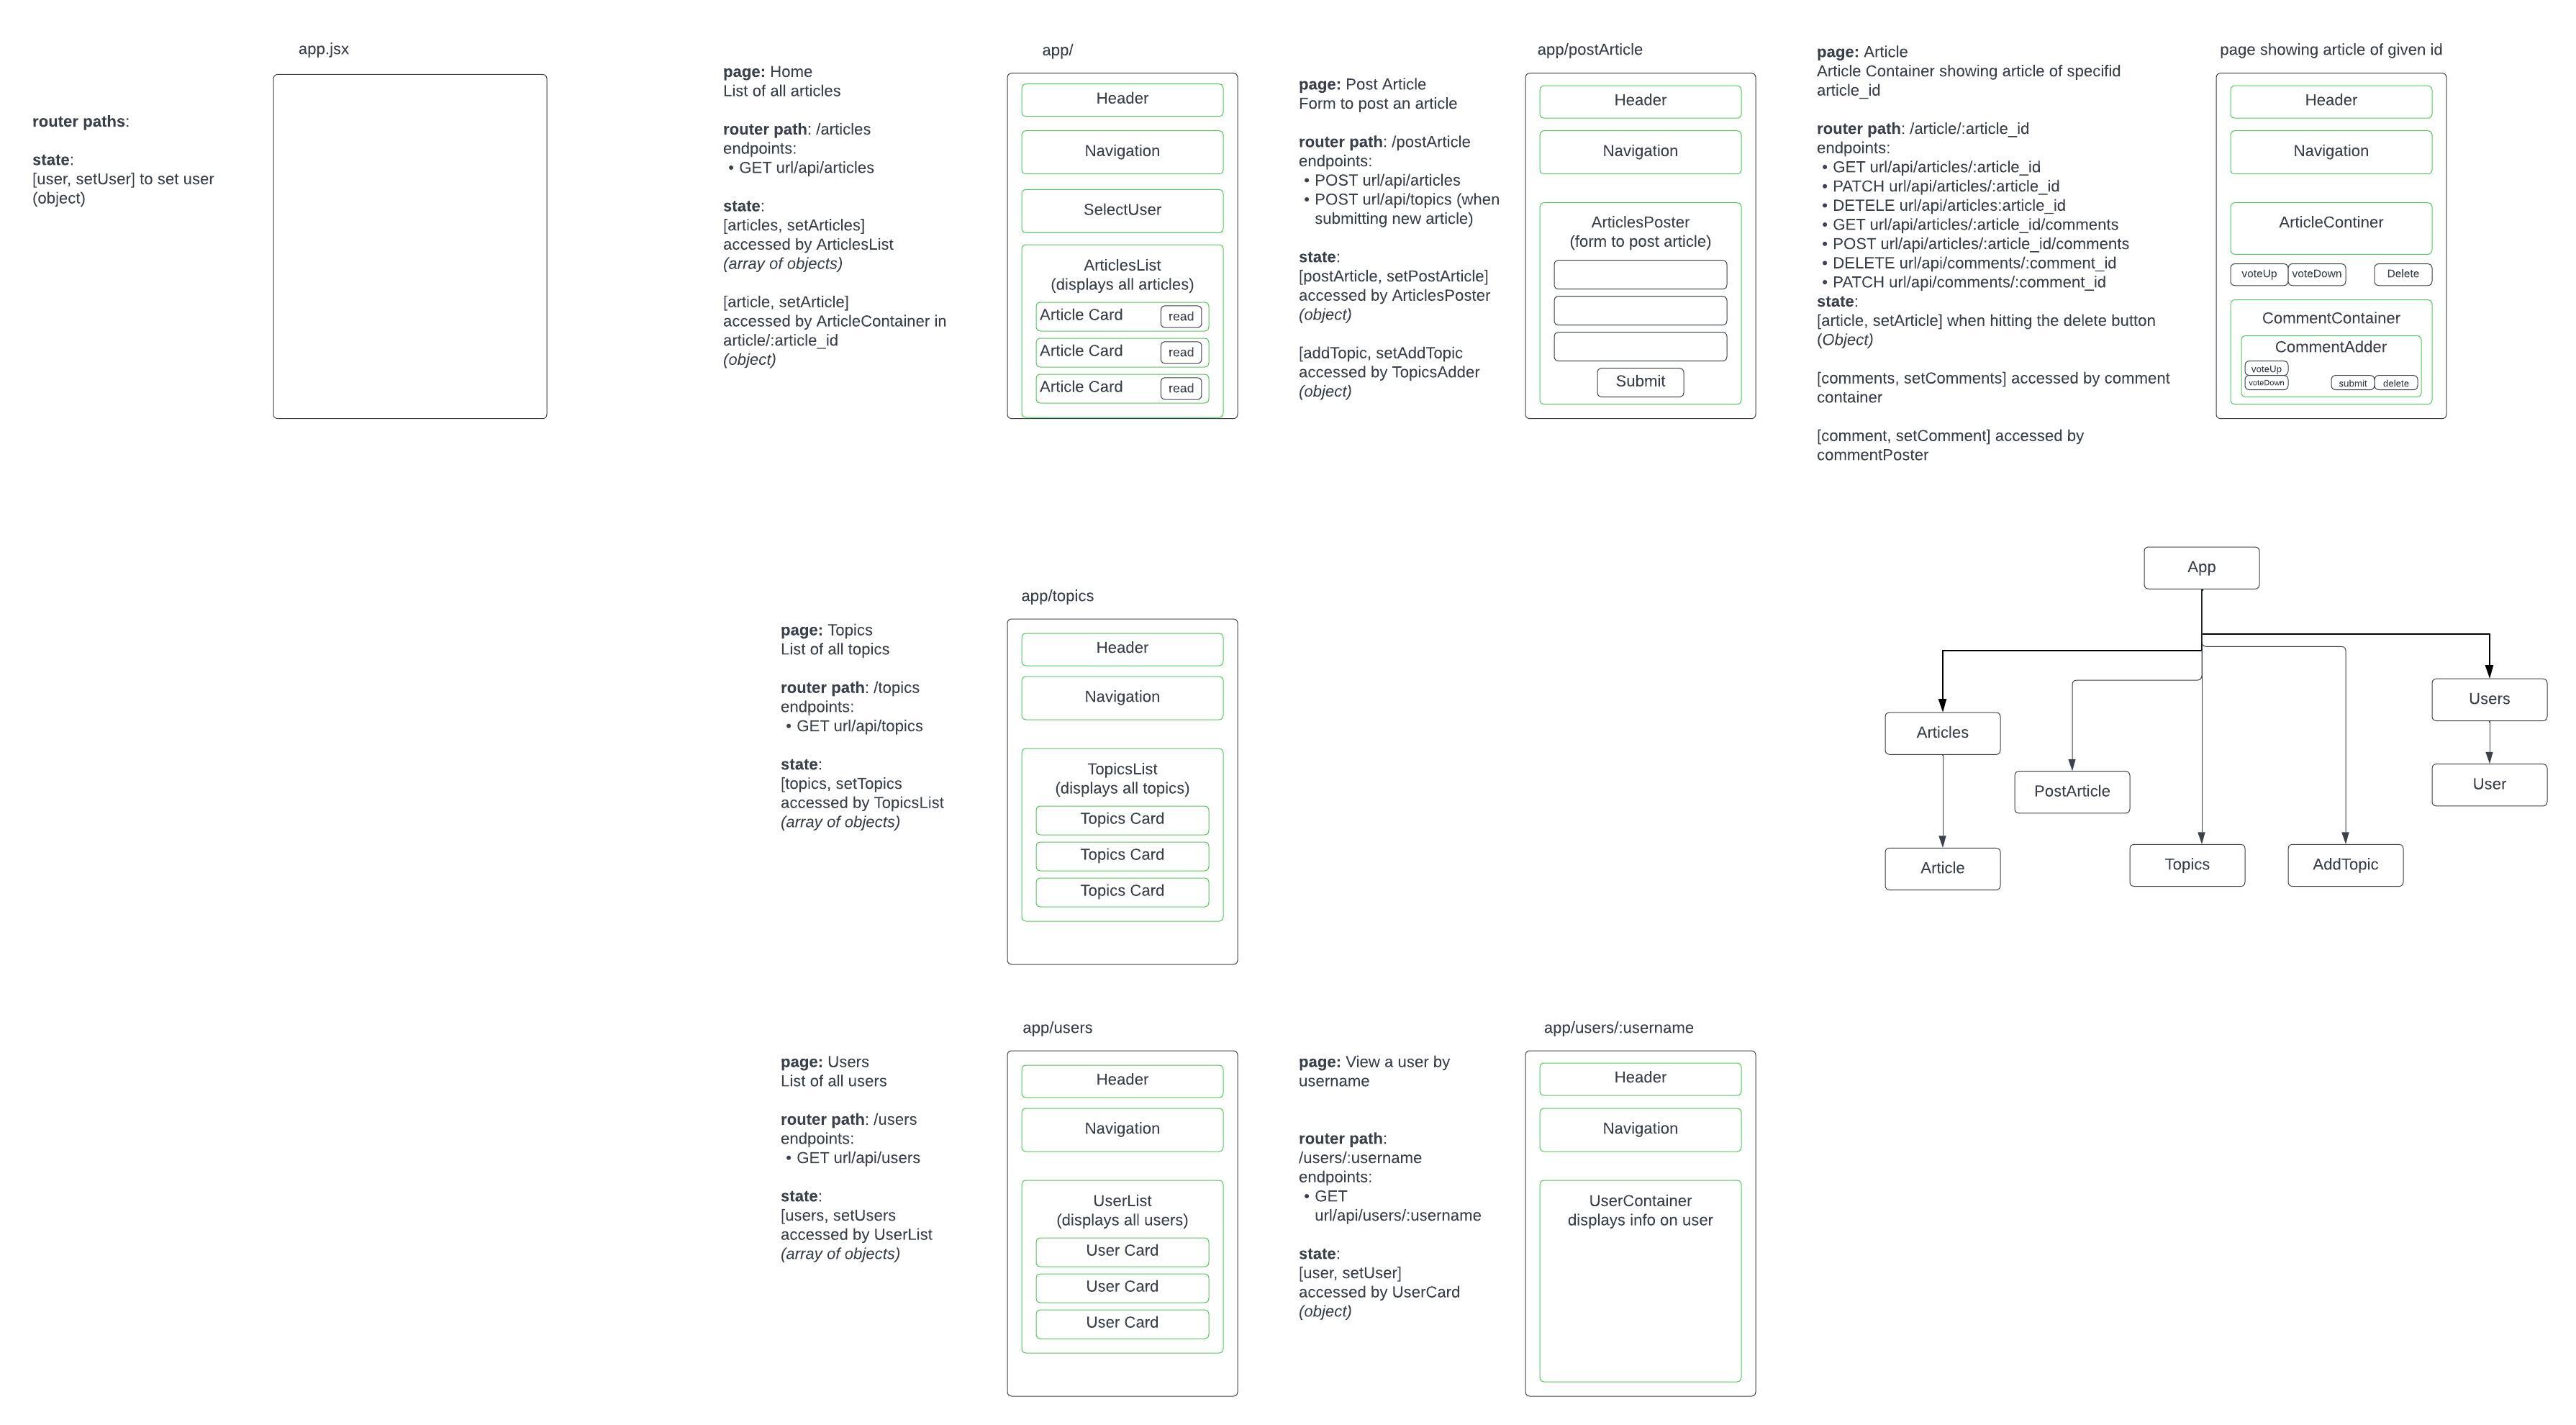 app.jsx
router paths:
state:
[user, setUser] to set user
(object)
page: Home
List of all articles
router path: /articles
endpoints:
• GET url/api/articles
state:
[articles, setArticles]
accessed by ArticlesList
(array of objects)
[article, setArticle]
accessed by ArticleContainer in
article/:article_id
(object)
app/
Header
Navigation
SelectUser
ArticlesList
(displays all articles)
Article Card read
Article Card read
Article Card read
page: Post Article
Form to post an article
router path: /postArticle
endpoints:
• POST url/api/articles
• POST url/api/topics (when
submitting new article)
state:
[postArticle, setPostArticle]
accessed by ArticlesPoster
(object)
[addTopic, setAddTopic
accessed by TopicsAdder
(object)
app/postArticle
Header
Navigation
ArticlesPoster
(form to post article)
Submit
page: Article
Article Container showing article of specifid
article_id
router path: /article/:article_id
endpoints:
• GET url/api/articles/:article_id
• PATCH url/api/articles/:article_id
• DETELE url/api/articles:article_id
• GET url/api/articles/:article_id/comments
• POST url/api/articles/:article_id/comments
• DELETE url/api/comments/:comment_id
• PATCH url/api/comments/:comment_id
state:
[article, setArticle] when hitting the delete button
(Object)
[comments, setComments] accessed by comment
container
[comment, setComment] accessed by
commentPoster
page showing article of given id
Header
Navigation
ArticleContiner
voteUp voteDown Delete
CommentContainer
CommentAdder
voteUp
voteDown submit delete
page: Topics
List of all topics
router path: /topics
endpoints:
• GET url/api/topics
state:
[topics, setTopics
accessed by TopicsList
(array of objects)
app/topics
Header
Navigation
TopicsList
(displays all topics)
Topics Card
Topics Card
Topics Card
App
Users
Articles
User
PostArticle
Topics
AddTopic
Article
page: Users
List of all users
router path: /users
endpoints:
• GET url/api/users
state:
[users, setUsers
accessed by UserList
(array of objects)
app/users
Header
Navigation
UserList
(displays all users)
User Card
User Card
User Card
page: View a user by
username
router path:
/users/:username
endpoints:
• GET
url/api/users/:username
state:
[user, setUser]
accessed by UserCard
(object)
app/users/:username
Header
Navigation
UserContainer
displays info on user